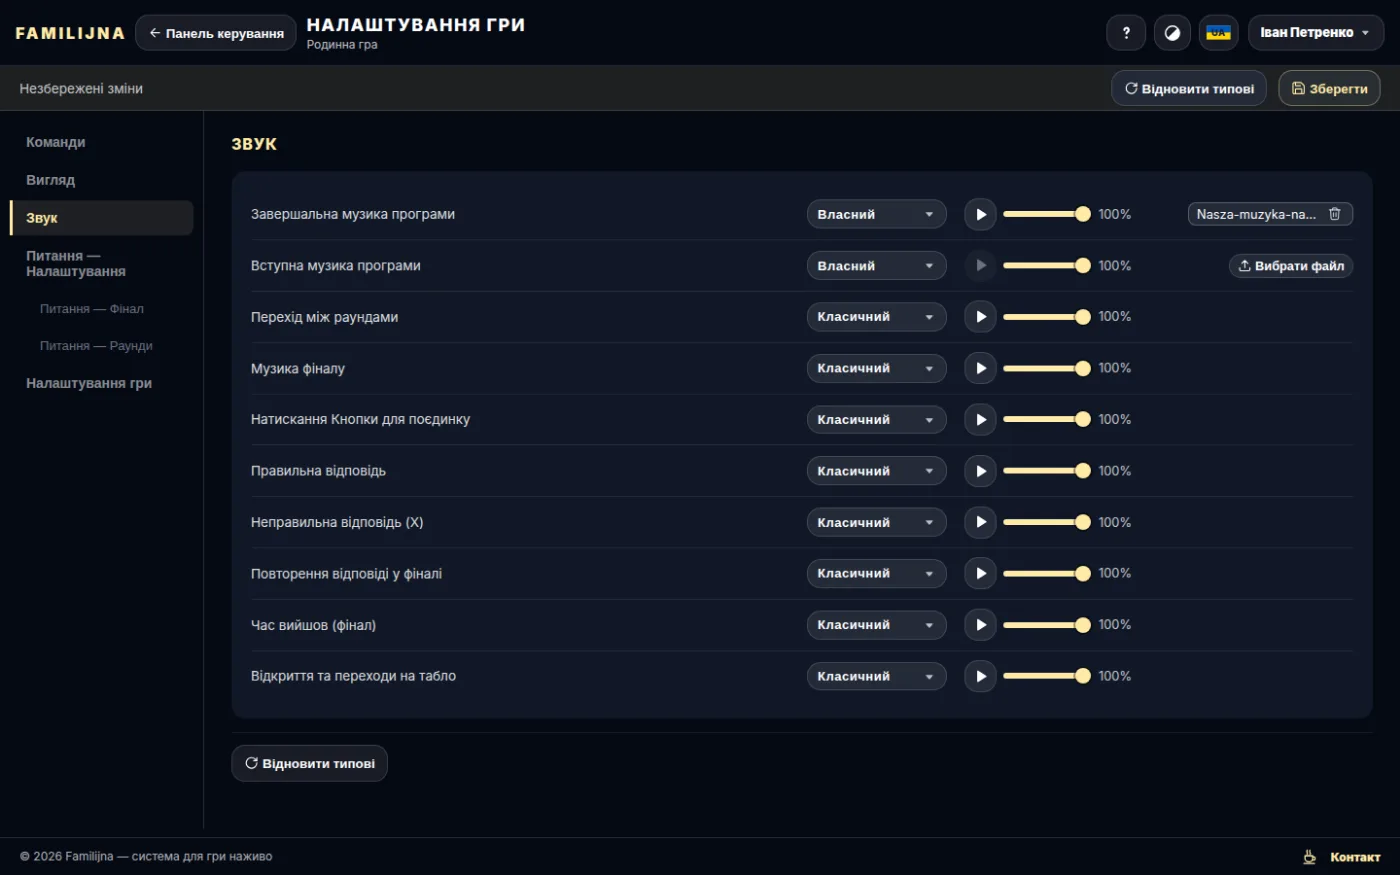 FAMILIJNA
← Панель керування
НАЛАШТУВАННЯ ГРИ
Родинна гра
?
UA
Іван Петренко
Незбережені зміни
Відновити типові
Зберегти
Команди
Вигляд
Звук
Питання —
Налаштування
Питання — Фінал
Питання — Раунди
Налаштування гри
ЗВУК
Завершальна музика програми
Власний
100%
Nasza-muzyka-na...
Вступна музика програми
Власний
100%
Вибрати файл
Перехід між раундами
Класичний
100%
Музика фіналу
Класичний
100%
Натискання Кнопки для поєдинку
Класичний
100%
Правильна відповідь
Класичний
100%
Неправильна відповідь (X)
Класичний
100%
Повторення відповіді у фіналі
Класичний
100%
Час вийшов (фінал)
Класичний
100%
Відкриття та переходи на табло
Класичний
100%
Відновити типові
© 2026 Familijna — система для гри наживо
Контакт